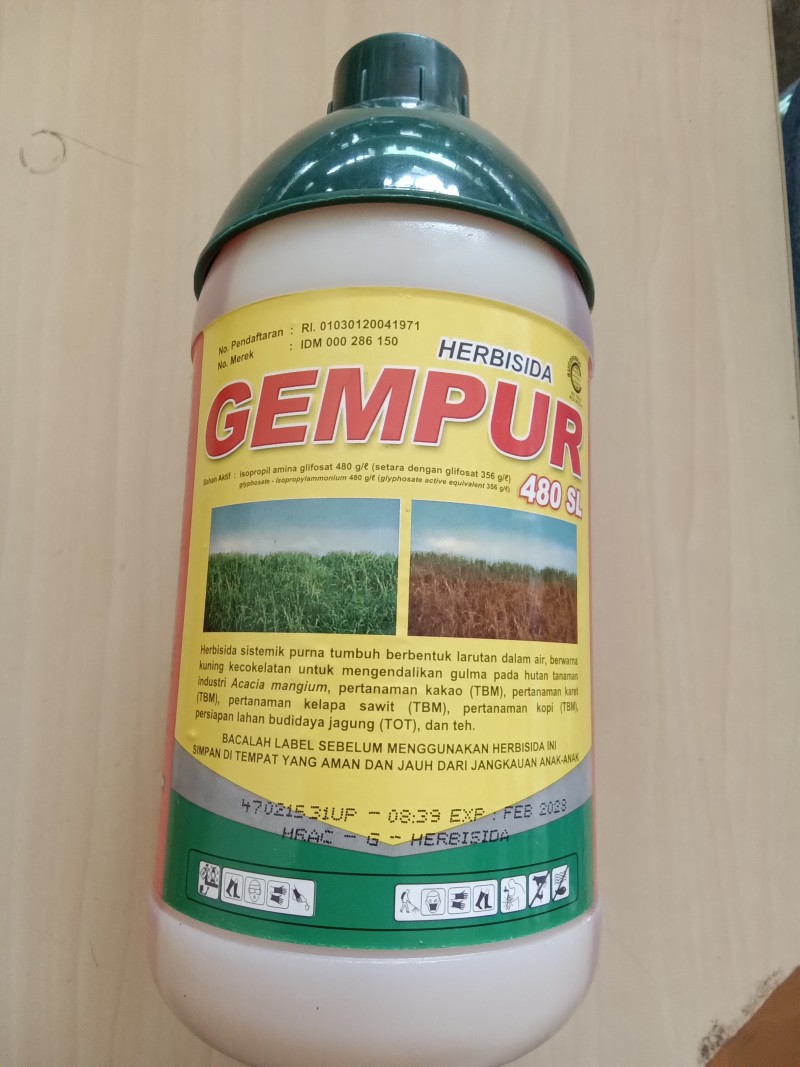 No. Pendaftaran : RI. 01030120041971
No. Merek : IDM 000 286 150
HERBISIDA
GEMPUR
480 SL
Bahan Aktif : isopropil amina glifosat 480 g/ℓ (setara dengan glifosat 356 g/ℓ)
glyphosate - isopropylammonium 480 g/ℓ (glyphosate active equivalent 356 g/ℓ)
Herbisida sistemik purna tumbuh berbentuk larutan dalam air, berwarna
kuning kecokelatan untuk mengendalikan gulma pada hutan tanaman
industri Acacia mangium, pertanaman kakao (TBM), pertanaman karet
(TBM), pertanaman kelapa sawit (TBM), pertanaman kopi (TBM),
persiapan lahan budidaya jagung (TOT), dan teh.
BACALAH LABEL SEBELUM MENGGUNAKAN HERBISIDA INI
SIMPAN DI TEMPAT YANG AMAN DAN JAUH DARI JANGKAUAN ANAK-ANAK
47021531UP - 08:39 EXP : FEB 2028
HRAC - G - HERBISIDA